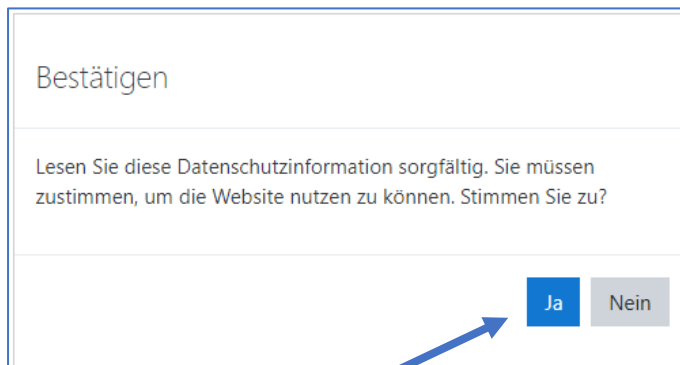 Bestätigen
Lesen Sie diese Datenschutzinformation sorgfältig. Sie müssen
zustimmen, um die Website nutzen zu können. Stimmen Sie zu?
Ja Nein